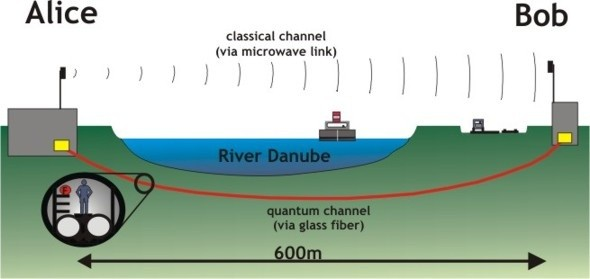 Alice
Bob
classical channel
(via microwave link)
River Danube
F
quantum channel
(via glass fiber)
600m